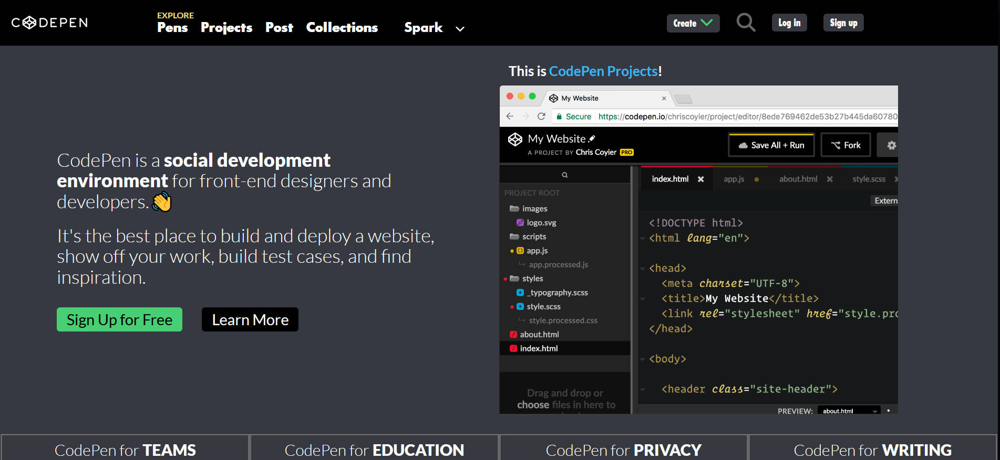 CODEPEN
EXPLORE
Pens Projects Post Collections Spark
Create
Log in
Sign up
CodePen is a social development
environment for front-end designers and
developers. 👋
It's the best place to build and deploy a website,
show off your work, build test cases, and find
inspiration.
Sign Up for Free
Learn More
This is CodePen Projects!
My Website
Secure https://codepen.io/chriscoyier/project/editor/8ede769462de53b27b445da60780
My Website
A PROJECT BY Chris Coyier PRO
Save All + Run
Fork
PROJECT ROOT
images
logo.svg
scripts
app.js
app.processed.js
styles
_typography.scss
style.scss
style.processed.css
about.html
index.html
Drag and drop or
choose files in here to
index.html app.js about.html style.scss
Extern
<!DOCTYPE html>
<html lang="en">
<head>
<meta charset="UTF-8">
<title>My Website</title>
<link rel="stylesheet" href="style.pro
</head>
<body>
<header class="site-header">
PREVIEW: about.html
CodePen for TEAMS
CodePen for EDUCATION
CodePen for PRIVACY
CodePen for WRITING